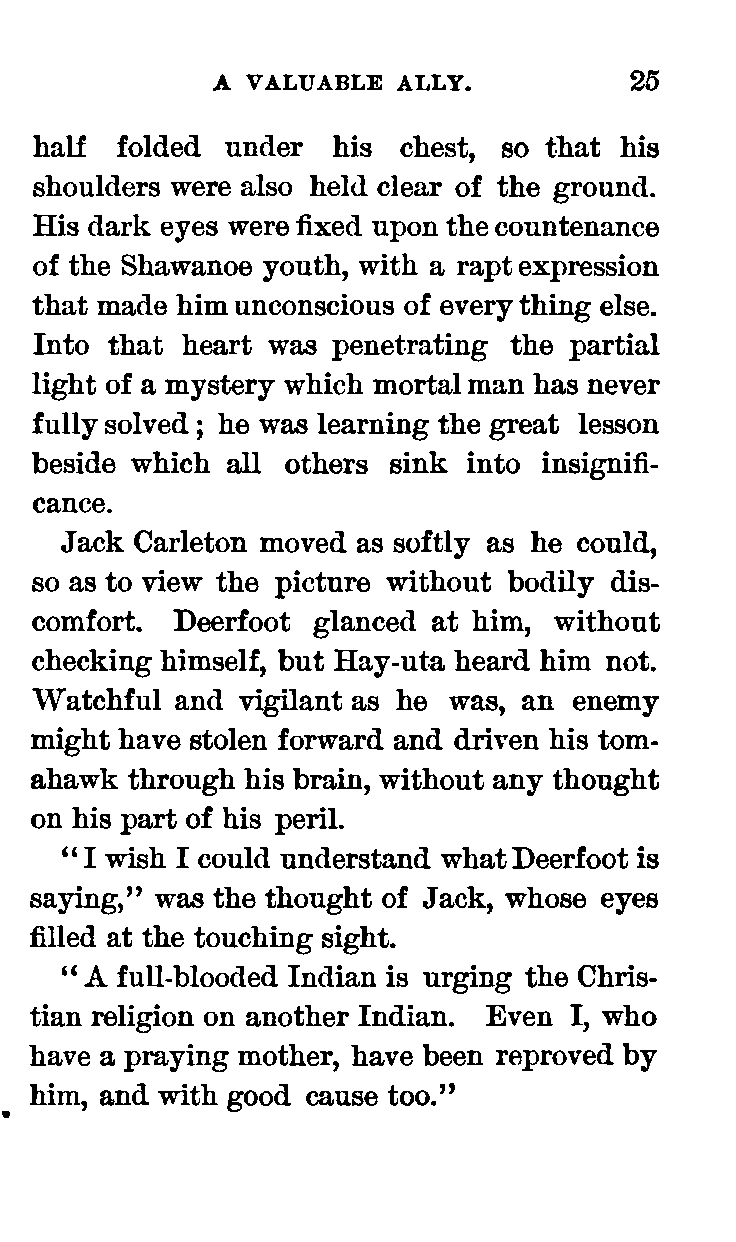 A VALUABLE ALLY. 25
half folded under his chest, so that his
shoulders were also held clear of the ground.
His dark eyes were fixed upon the countenance
of the Shawanoe youth, with a rapt expression
that made him unconscious of every thing else.
Into that heart was penetrating the partial
light of a mystery which mortal man has never
fully solved; he was learning the great lesson
beside which all others sink into insignifi-
cance.
Jack Carleton moved as softly as he could,
so as to view the picture without bodily dis-
comfort. Deerfoot glanced at him, without
checking himself, but Hay-uta heard him not.
Watchful and vigilant as he was, an enemy
might have stolen forward and driven his tom-
ahawk through his brain, without any thought
on his part of his peril.
"I wish I could understand what Deerfoot is
saying," was the thought of Jack, whose eyes
filled at the touching sight.
"A full-blooded Indian is urging the Chris-
tian religion on another Indian. Even I, who
have a praying mother, have been reproved by
him, and with good cause too."